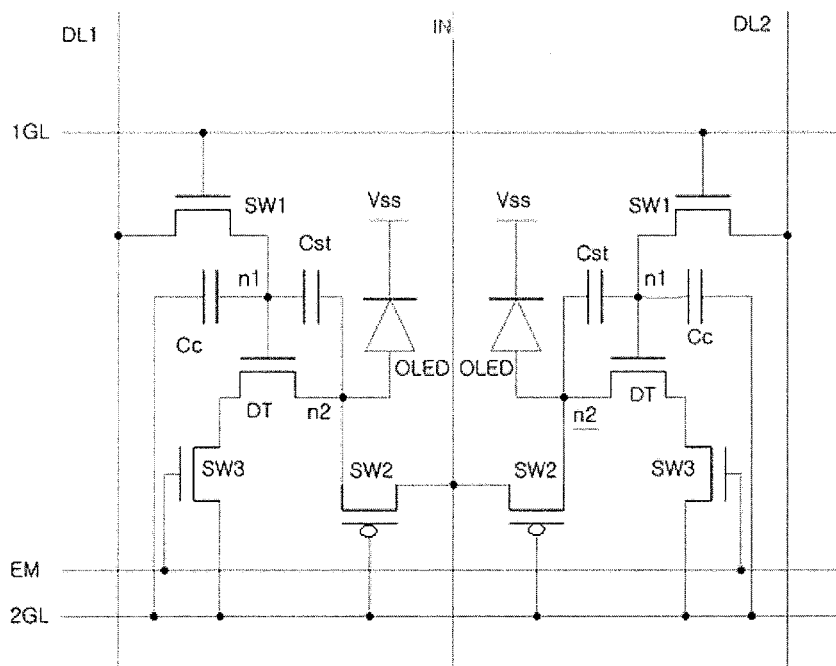 DL1 IN DL2
1GL
SW1 Vss Vss SW1
Cst Cst
n1 n1
Cc Cc
OLED OLED
DT n2 n2 DT
SW3 SW2 SW2 SW3
EM
2GL